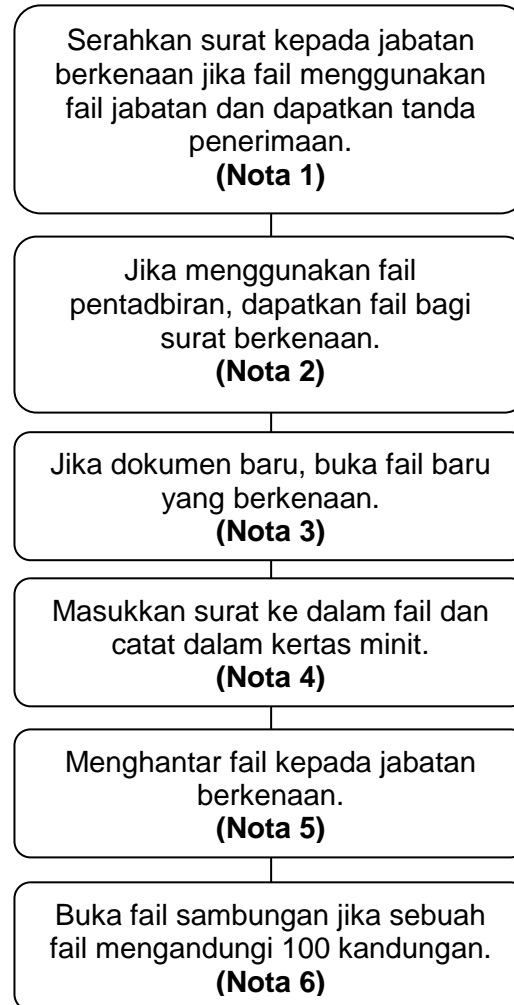 Serahkan surat kepada jabatan
berkenaan jika fail menggunakan
fail jabatan dan dapatkan tanda
penerimaan.
(Nota 1)
Jika menggunakan fail
pentadbiran, dapatkan fail bagi
surat berkenaan.
(Nota 2)
Jika dokumen baru, buka fail baru
yang berkenaan.
(Nota 3)
Masukkan surat ke dalam fail dan
catat dalam kertas minit.
(Nota 4)
Menghantar fail kepada jabatan
berkenaan.
(Nota 5)
Buka fail sambungan jika sebuah
fail mengandungi 100 kandungan.
(Nota 6)